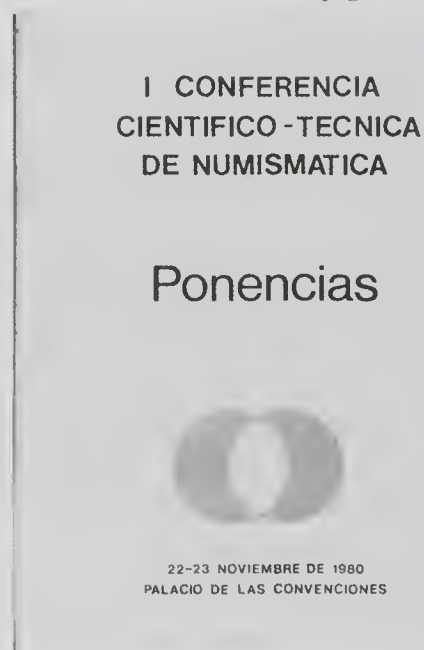 I CONFERENCIA
CIENTIFICO-TECNICA
DE NUMISMATICA
Ponencias
22-23 NOVIEMBRE DE 1980
PALACIO DE LAS CONVENCIONES